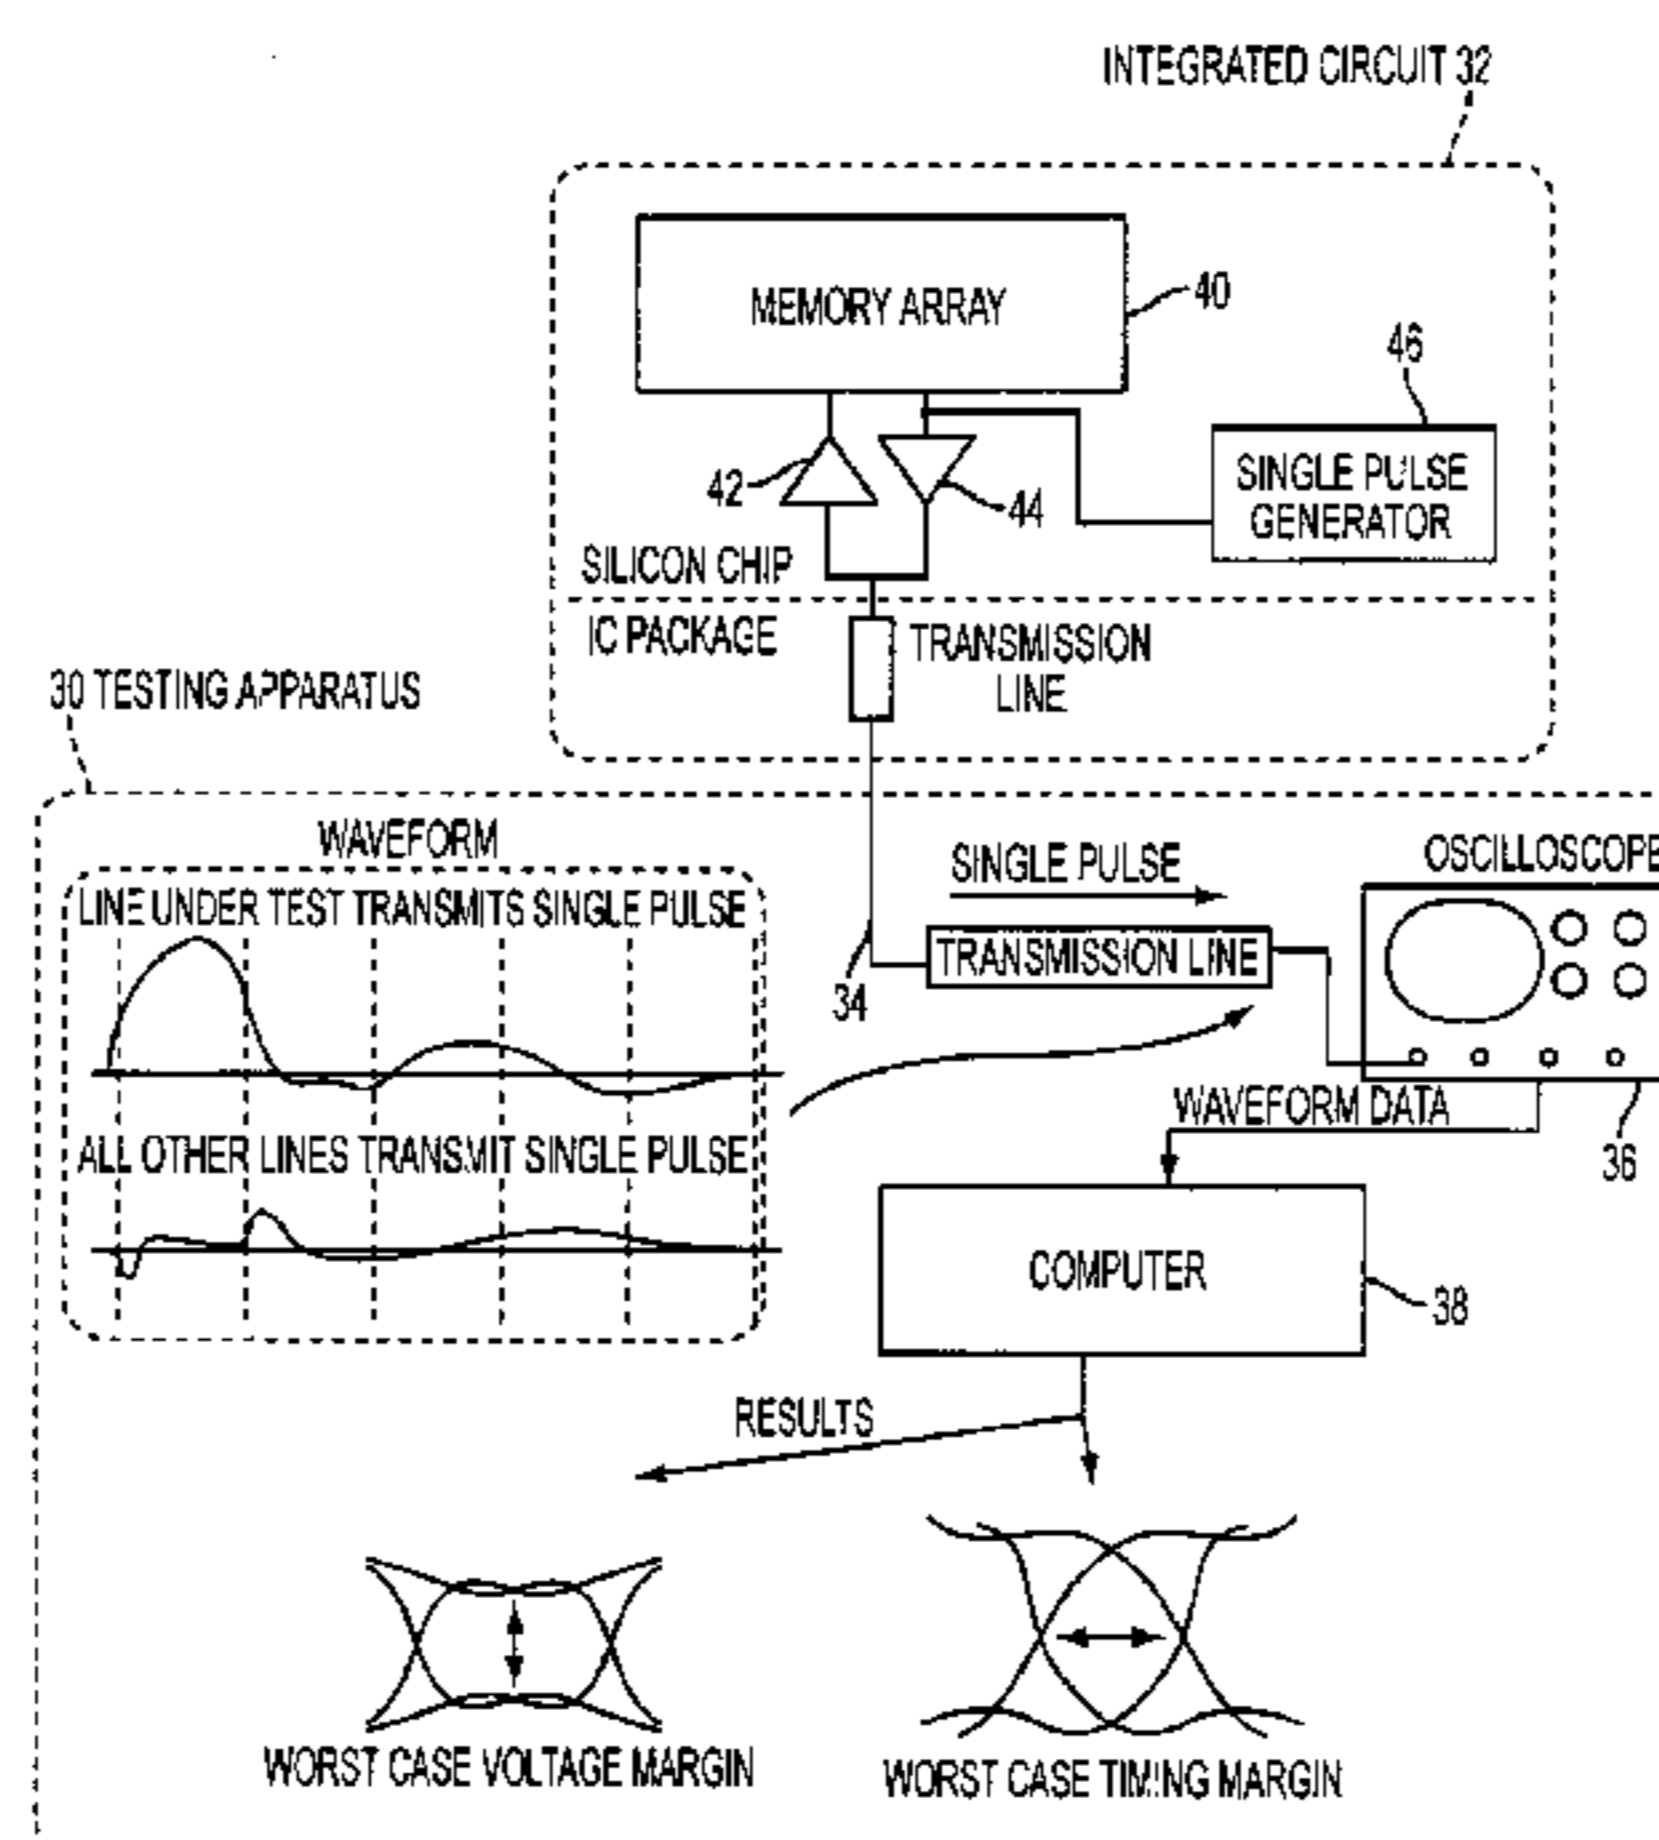 INTEGRATED CIRCUIT 32
MEMORY ARRAY
40
46
SINGLE PULSE
GENERATOR
42
44
SILICON CHIP
IC PACKAGE
TRANSMISSION
LINE
30 TESTING APPARATUS
WAVEFORM
LINE UNDER TEST TRANSMITS SINGLE PULSE
ALL OTHER LINES TRANSMIT SINGLE PULSE
SINGLE PULSE
TRANSMISSION LINE
34
OSCILLOSCOPE
36
WAVEFORM DATA
COMPUTER
38
RESULTS
WORST CASE VOLTAGE MARGIN
WORST CASE TIMING MARGIN